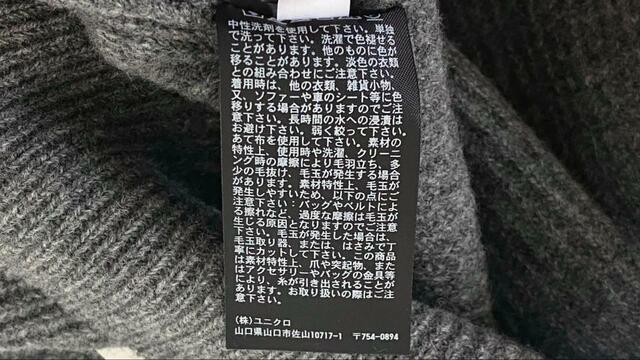 中性洗剤を使用して下さい。単独
で洗って下さい。洗濯で色褪せる
ことがあります。他のものに色が
移ることがあります。淡色の衣類
との組み合わせにご注意下さい。
着用時は、他の衣類、雑貨小物、
又、ソファーや車のシート等に色
移りする場合がありますのでご注
意下さい。長時間の水への浸漬は
お避け下さい。弱く絞って下さい。
あて布を使用して下さい。素材の
特性上、使用時や洗濯、クリーニ
ング時の摩擦により毛羽立ち、多
少の毛抜け、毛玉が発生する場合
があります。素材特性上、毛玉が
発生しやすいため、以下の点にご
注意下さい：バッグやベルトによ
る擦れなど、過度な摩擦は毛玉が
生じる原因となりますのでご注意
下さい。毛玉が発生した場合は、
毛玉取り器、または、はさみで丁
寧にカットして下さい。この商品
は素材特性上、爪や突起物、また
はアクセサリーやバッグの金具等
により、糸が引き出されることが
あります。お取り扱いの際はご注
意下さい。
(株)ユニクロ
山口県山口市佐山10717-1 〒754-0894